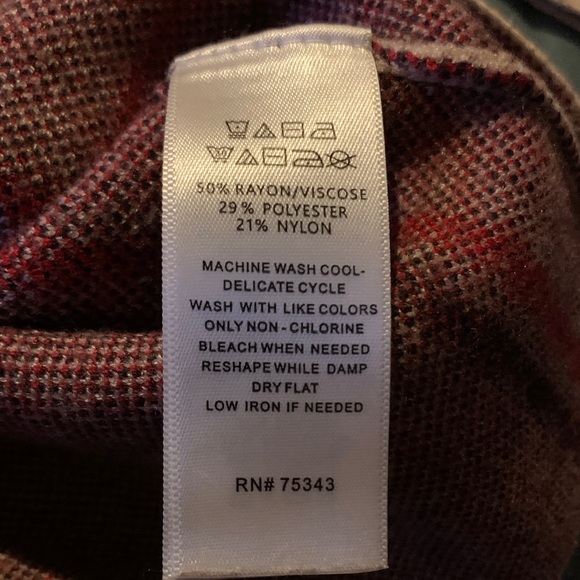 50% RAYON/VISCOSE
29% POLYESTER
21% NYLON
MACHINE WASH COOL-
DELICATE CYCLE
WASH WITH LIKE COLORS
ONLY NON-CHLORINE
BLEACH WHEN NEEDED
RESHAPE WHILE DAMP
DRY FLAT
LOW IRON IF NEEDED
RN# 75343